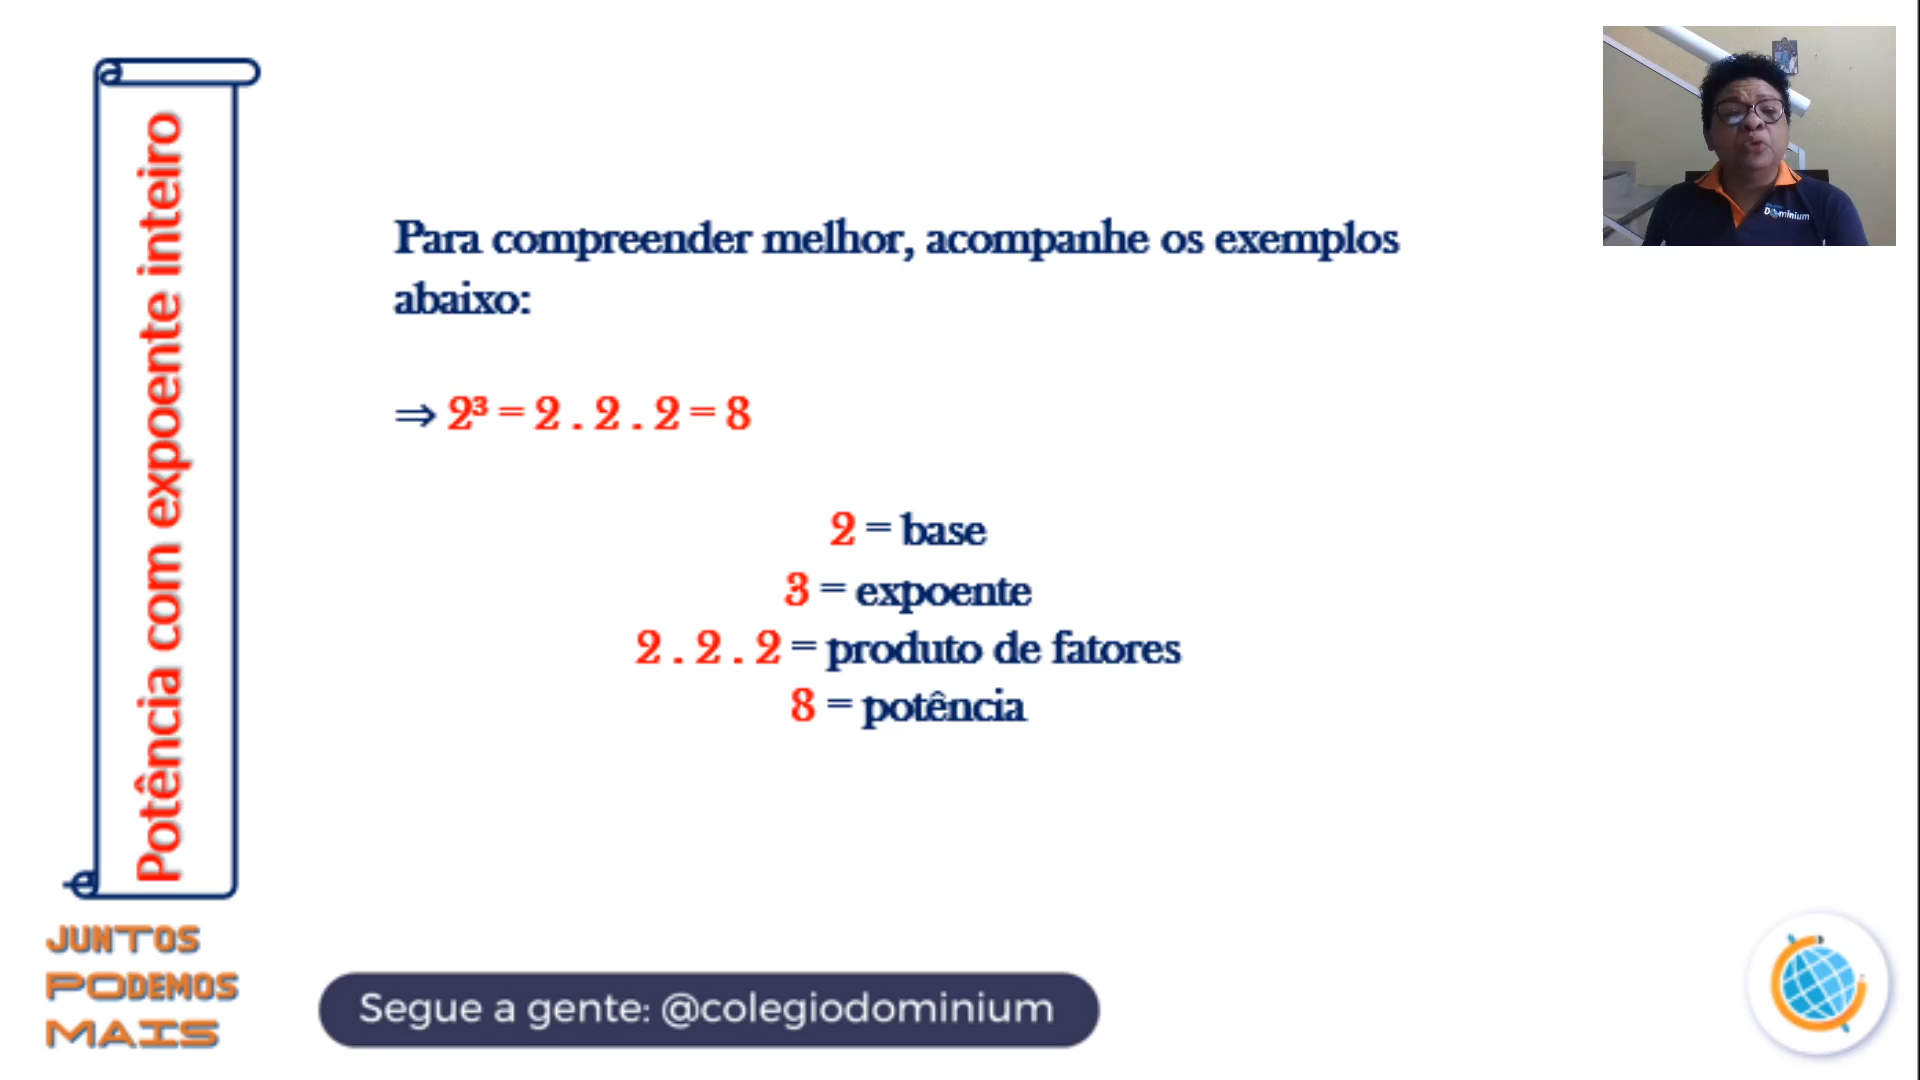 Potência com expoente inteiro
Para compreender melhor, acompanhe os exemplos
abaixo:
⇒ 2³ = 2 . 2 . 2 = 8
2 = base
3 = expoente
2 . 2 . 2 = produto de fatores
8 = potência
JUNTOS
PODEMOS
MAIS
Segue a gente: @colegiodominium
Dominium